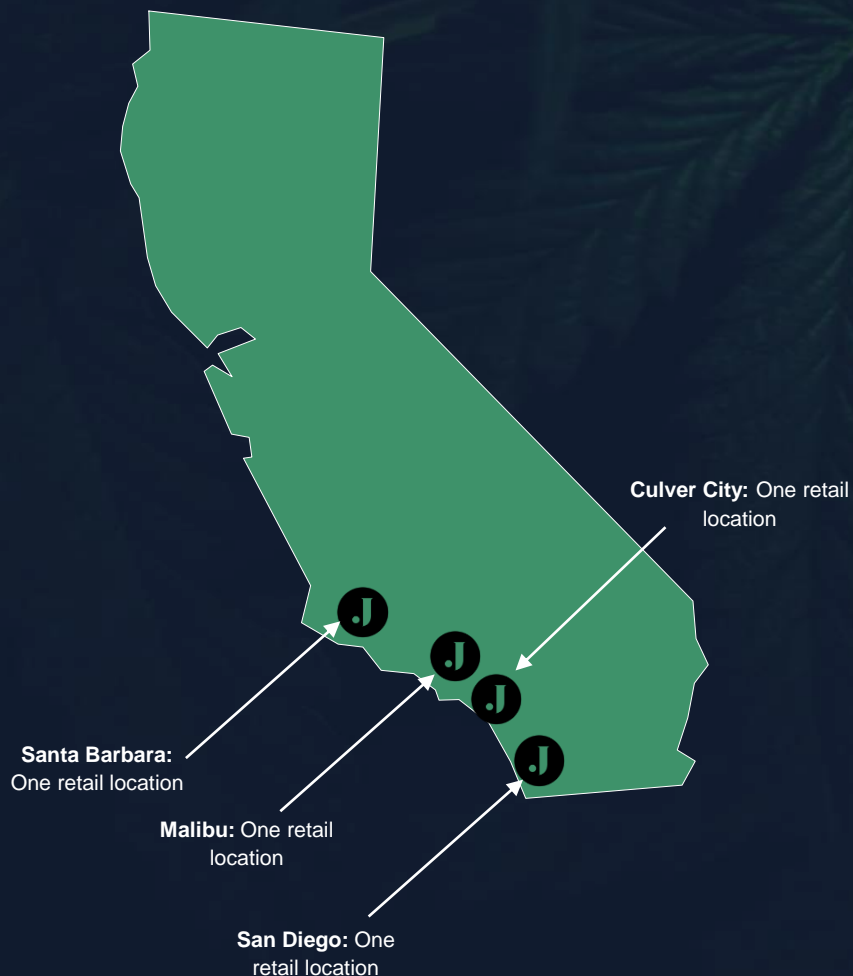 Culver City: One retail
location
.J
.J
.J
.J
Santa Barbara:
One retail location
Malibu: One retail
location
San Diego: One
retail location